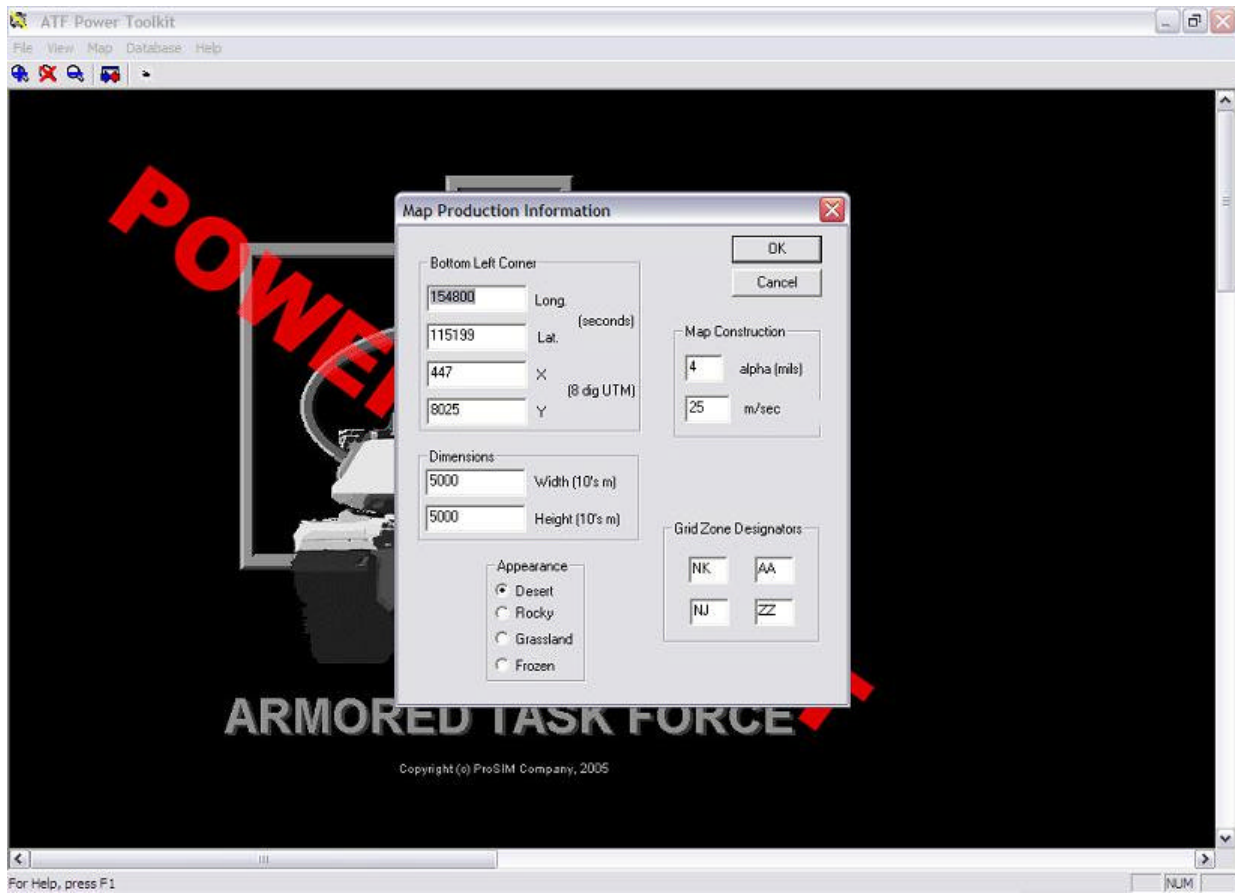 ATF Power Toolkit
File View Map Database Help
POWE
Map Production Information
OK
Cancel
Bottom Left Corner
154800 Long.
(seconds)
115199 Lat.
447 X
(8 dig UTM)
8025 Y
Map Construction
4 alpha (mils)
25 m/sec
Dimensions
5000 Width (10's m)
5000 Height (10's m)
Grid Zone Designators
NK AA
NJ ZZ
Appearance
Desert
Rocky
Grassland
Frozen
ARMORED TASK FORCE
Copyright (c) ProSIM Company, 2005
For Help, press F1
NUM